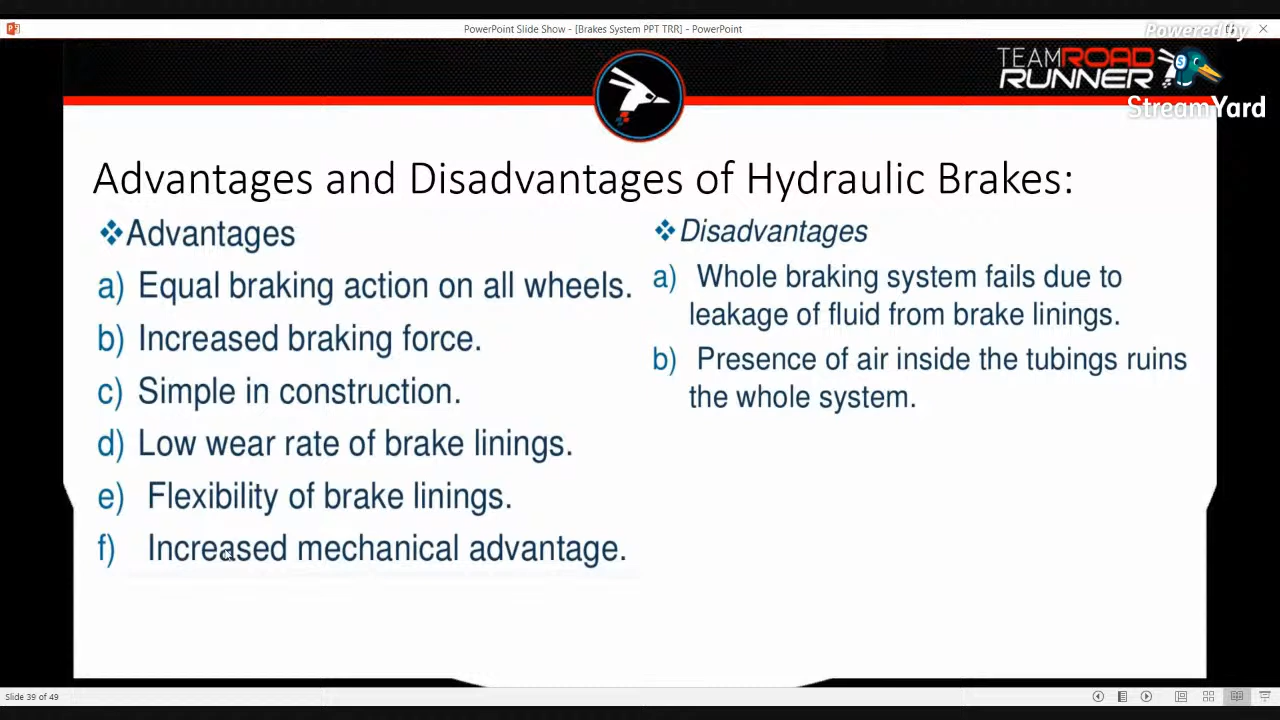 PowerPoint Slide Show - [Brakes System PPT TRR] - PowerPoint
Powered by
TEAMROAD
RUNNER
StreamYard
Advantages and Disadvantages of Hydraulic Brakes:
❖Advantages
a) Equal braking action on all wheels.
b) Increased braking force.
c) Simple in construction.
d) Low wear rate of brake linings.
e) Flexibility of brake linings.
f) Increased mechanical advantage.
❖Disadvantages
a) Whole braking system fails due to
leakage of fluid from brake linings.
b) Presence of air inside the tubings ruins
the whole system.
Slide 39 of 49